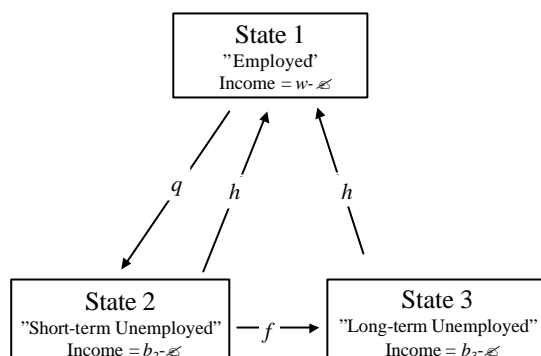 State 1
”Employed”
Income = w-
q
h
h
State 2
”Short-term Unemployed”
Income = b2-
f
State 3
”Long-term Unemployed”
Income = b3-